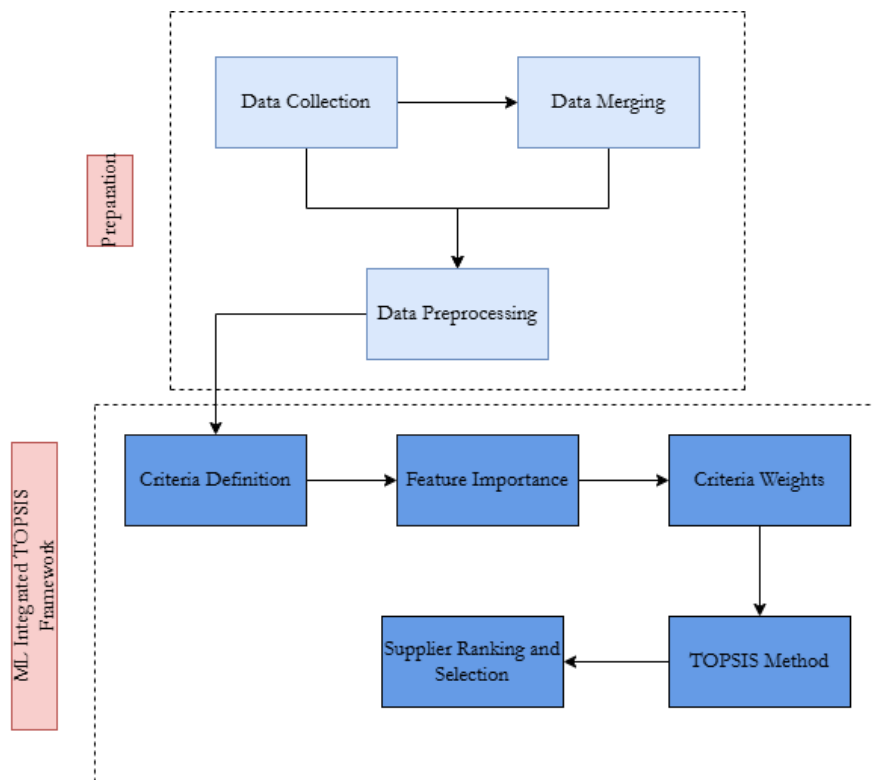 Data Collection
Data Merging
Preparation
Data Preprocessing
Criteria Definition
Feature Importance
Criteria Weights
ML Integrated TOPSIS
Framework
Supplier Ranking and
Selection
TOPSIS Method